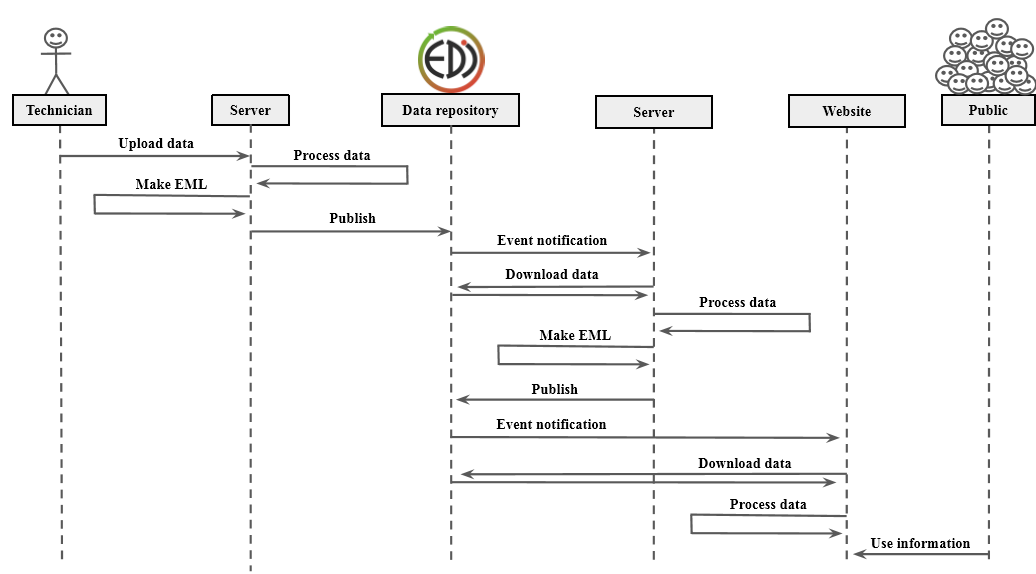 EDI
Technician
Server
Data repository
Server
Website
Public
Upload data
Process data
Make EML
Publish
Event notification
Download data
Process data
Make EML
Publish
Event notification
Download data
Process data
Use information